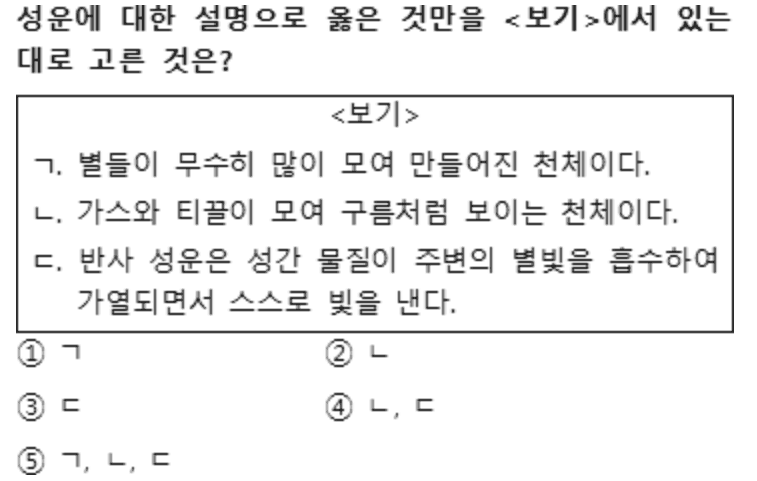 성운에 대한 설명으로 옳은 것만을 <보기>에서 있는
대로 고른 것은?
<보기>
ㄱ. 별들이 무수히 많이 모여 만들어진 천체이다.
ㄴ. 가스와 티끌이 모여 구름처럼 보이는 천체이다.
ㄷ. 반사 성운은 성간 물질이 주변의 별빛을 흡수하여
가열되면서 스스로 빛을 낸다.
① ㄱ ② ㄴ
③ ㄷ ④ ㄴ, ㄷ
⑤ ㄱ, ㄴ, ㄷ